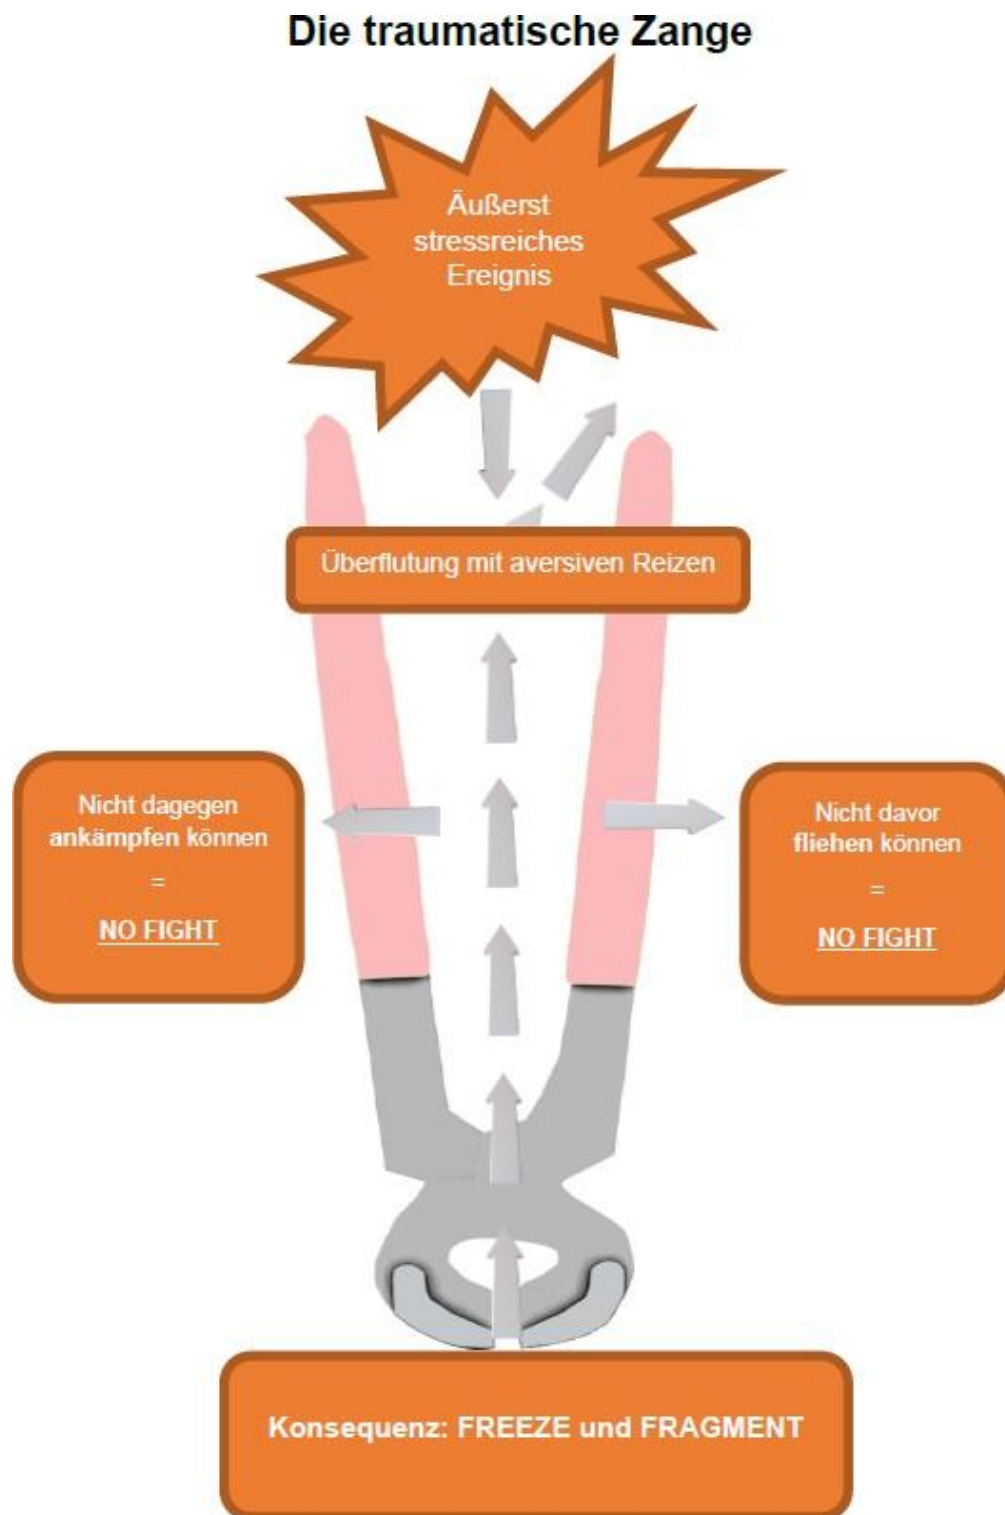 Die traumatische Zange
Äußerst
stressreiches
Ereignis
Überflutung mit aversiven Reizen
Nicht dagegen
ankämpfen können
=
NO FIGHT
Nicht davor
fliehen können
=
NO FIGHT
Konsequenz: FREEZE und FRAGMENT